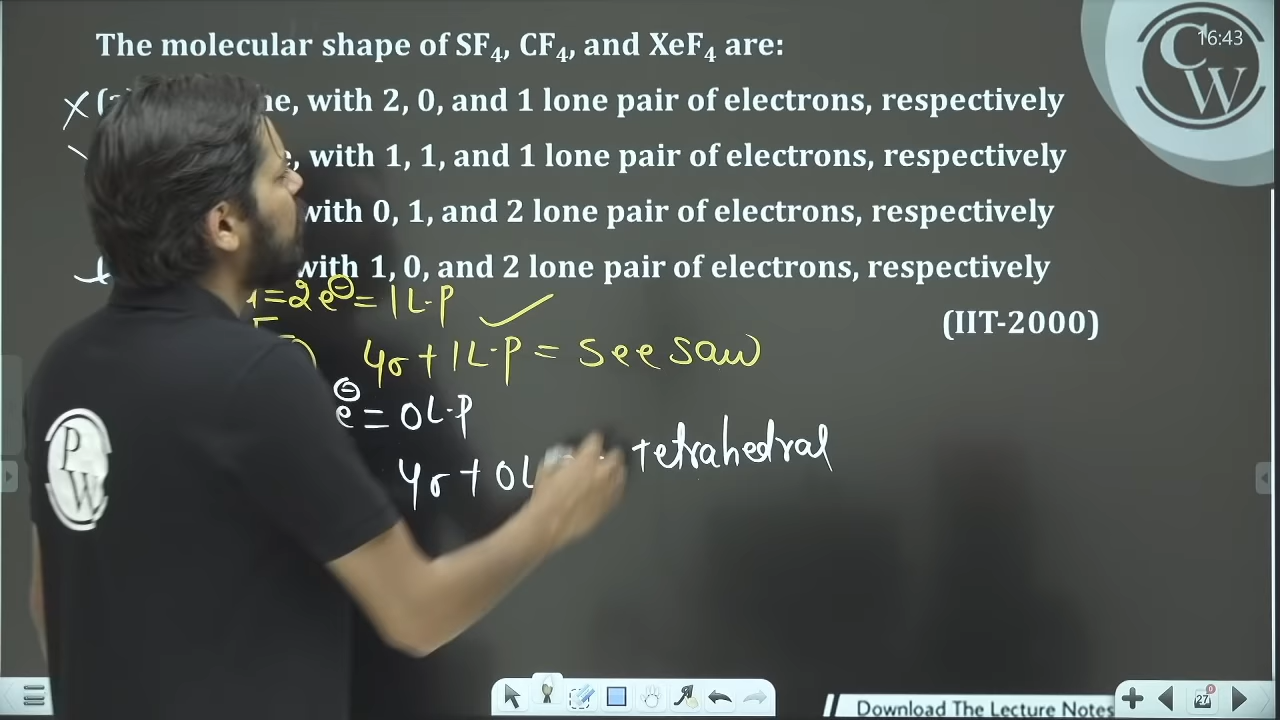 The molecular shape of SF₄, CF₄, and XeF₄ are:
with 2, 0, and 1 lone pair of electrons, respectively
with 1, 1, and 1 lone pair of electrons, respectively
with 0, 1, and 2 lone pair of electrons, respectively
with 1, 0, and 2 lone pair of electrons, respectively
(IIT-2000)
=2e⊖= 1L.P ✓
4σ+1L.P = See Saw
e⊖ = 0L.P
4σ + 0L tetrahedral
16:43
CW
PW
27
Download The Lecture Notes